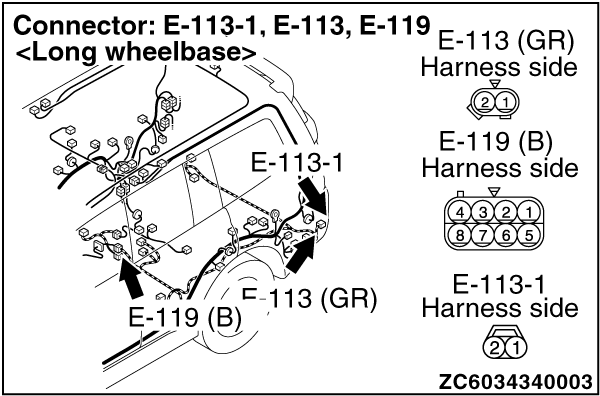 Connector: E-113-1, E-113, E-119
<Long wheelbase>
E-113 (GR)
Harness side
2 1
E-119 (B)
Harness side
4 3 2 1
8 7 6 5
E-113-1
Harness side
2 1
E-113-1
E-113 (GR)
E-119 (B)
ZC6034340003